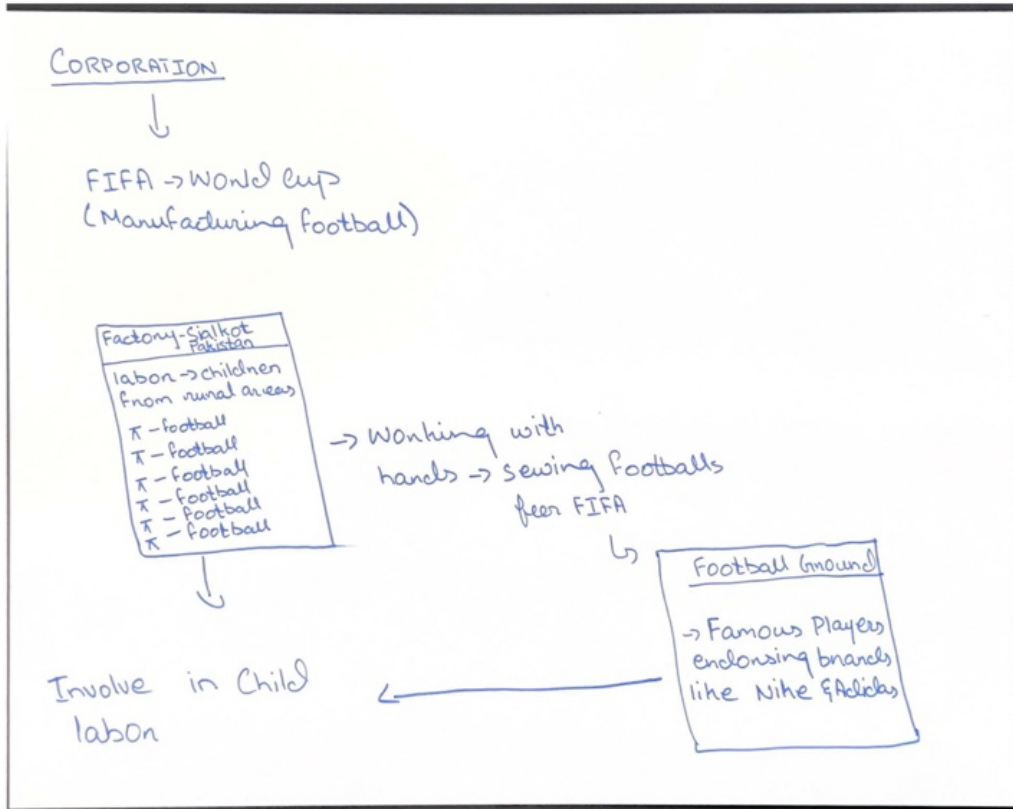 CORPORATION
↓
FIFA → World cup
(Manufacturing football)
Factory - Sialkot
Pakistan
labor → children
from rural areas
⊼ - football
⊼ - football
⊼ - football
⊼ - football
⊼ - football
⊼ - football
→ Working with
hands → sewing footballs
for FIFA
↳
Football Ground
→ Famous Players
endorsing brands
like Nike & Adidas
↓
←
Involve in Child
labor